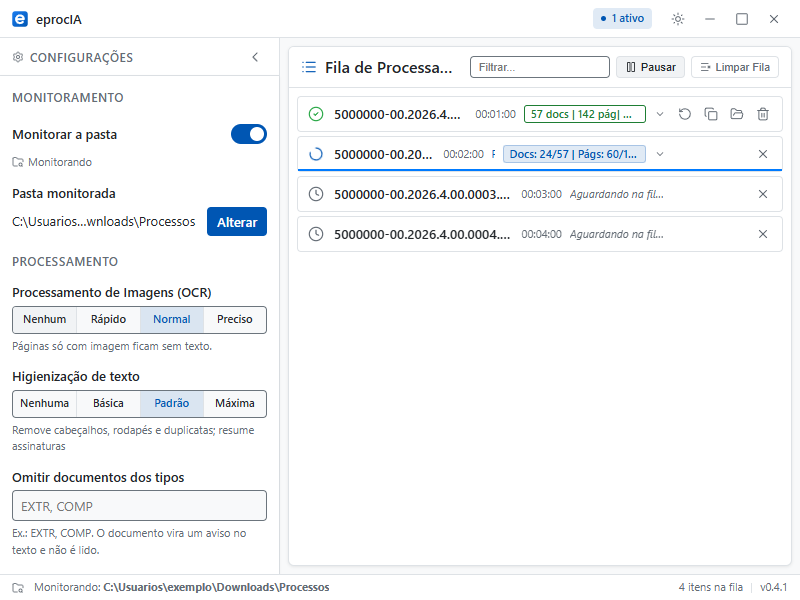 eprocIA
1 ativo
CONFIGURAÇÕES
MONITORAMENTO
Monitorar a pasta
Monitorando
Pasta monitorada
C:\Usuarios...wnloads\Processos
Alterar
PROCESSAMENTO
Processamento de Imagens (OCR)
Nenhum Rápido Normal Preciso
Páginas só com imagem ficam sem texto.
Higienização de texto
Nenhuma Básica Padrão Máxima
Remove cabeçalhos, rodapés e duplicatas; resume
assinaturas
Omitir documentos dos tipos
EXTR, COMP
Ex.: EXTR, COMP. O documento vira um aviso no
texto e não é lido.
Fila de Processa...
Filtrar...
Pausar
Limpar Fila
5000000-00.2026.4.... 00:01:00 57 docs | 142 pág| ...
5000000-00.20... 00:02:00 Docs: 24/57 | Págs: 60/1...
5000000-00.2026.4.00.0003.... 00:03:00 Aguardando na fil...
5000000-00.2026.4.00.0004.... 00:04:00 Aguardando na fil...
Monitorando: C:\Usuarios\exemplo\Downloads\Processos
4 itens na fila v0.4.1